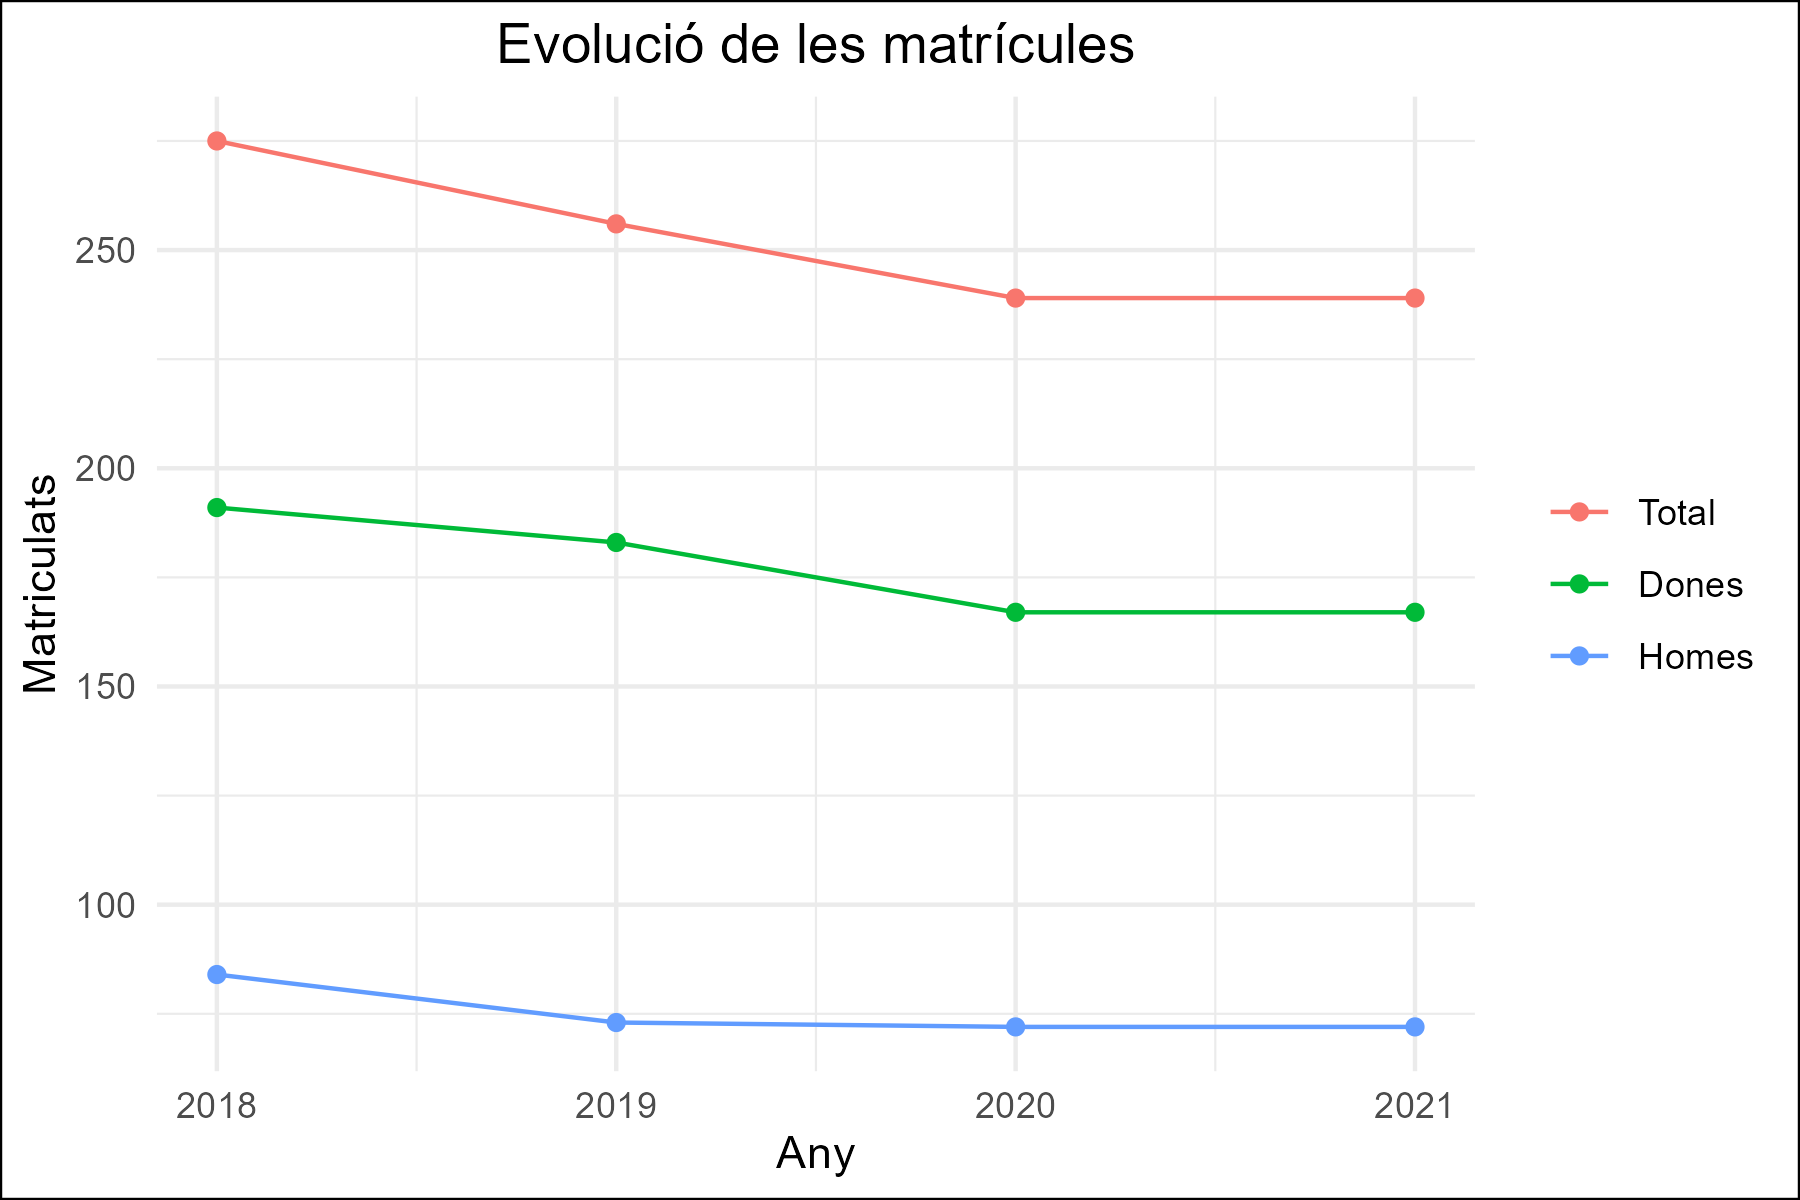 Evolució de les matrícules
250
200
150
100
Matriculats
2018 2019 2020 2021
Any
Total
Dones
Homes